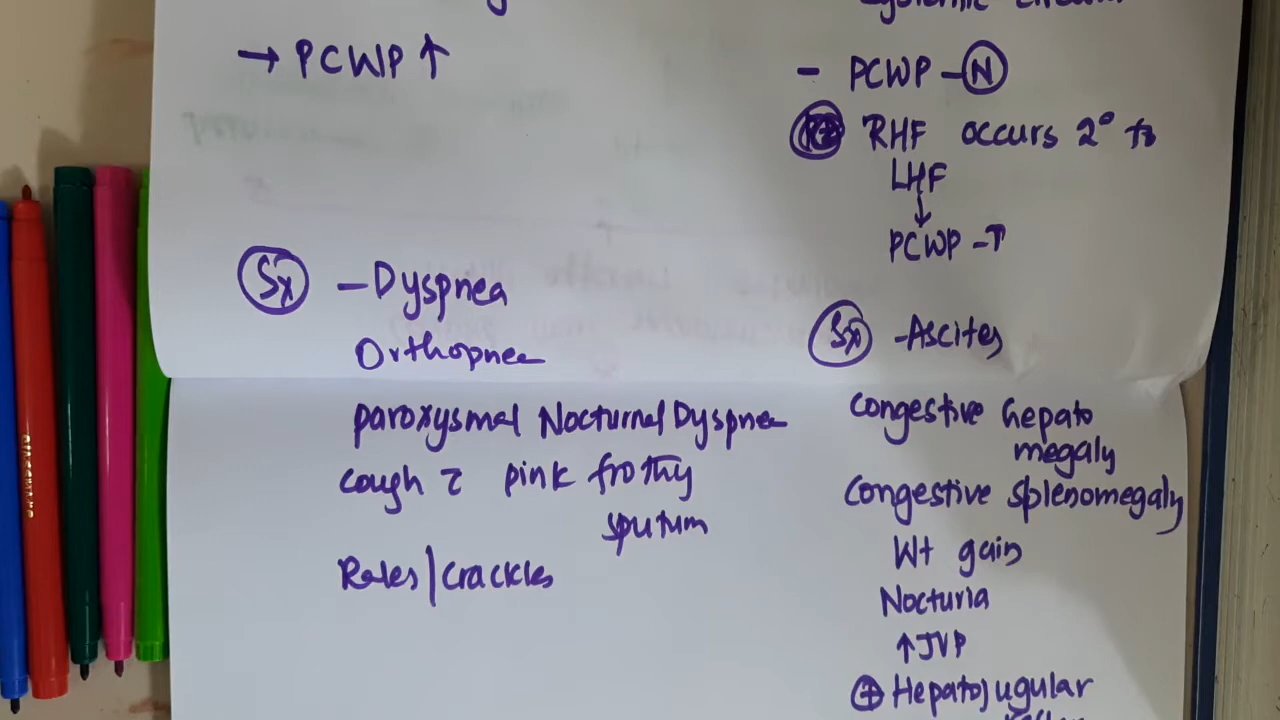 → PCWP ↑
Sx - Dyspnea
Orthopnea
paroxysmal Nocturnal Dyspnea
cough c̄ pink frothy
sputum
Rales/crackles
- PCWP - N
RHF occurs 2° to
LHF
↓
PCWP - ↑
Sx - Ascites
congestive hepato
megaly
congestive splenomegaly
Wt gain
Nocturia
↑ JVP
⊕ Hepatojugular